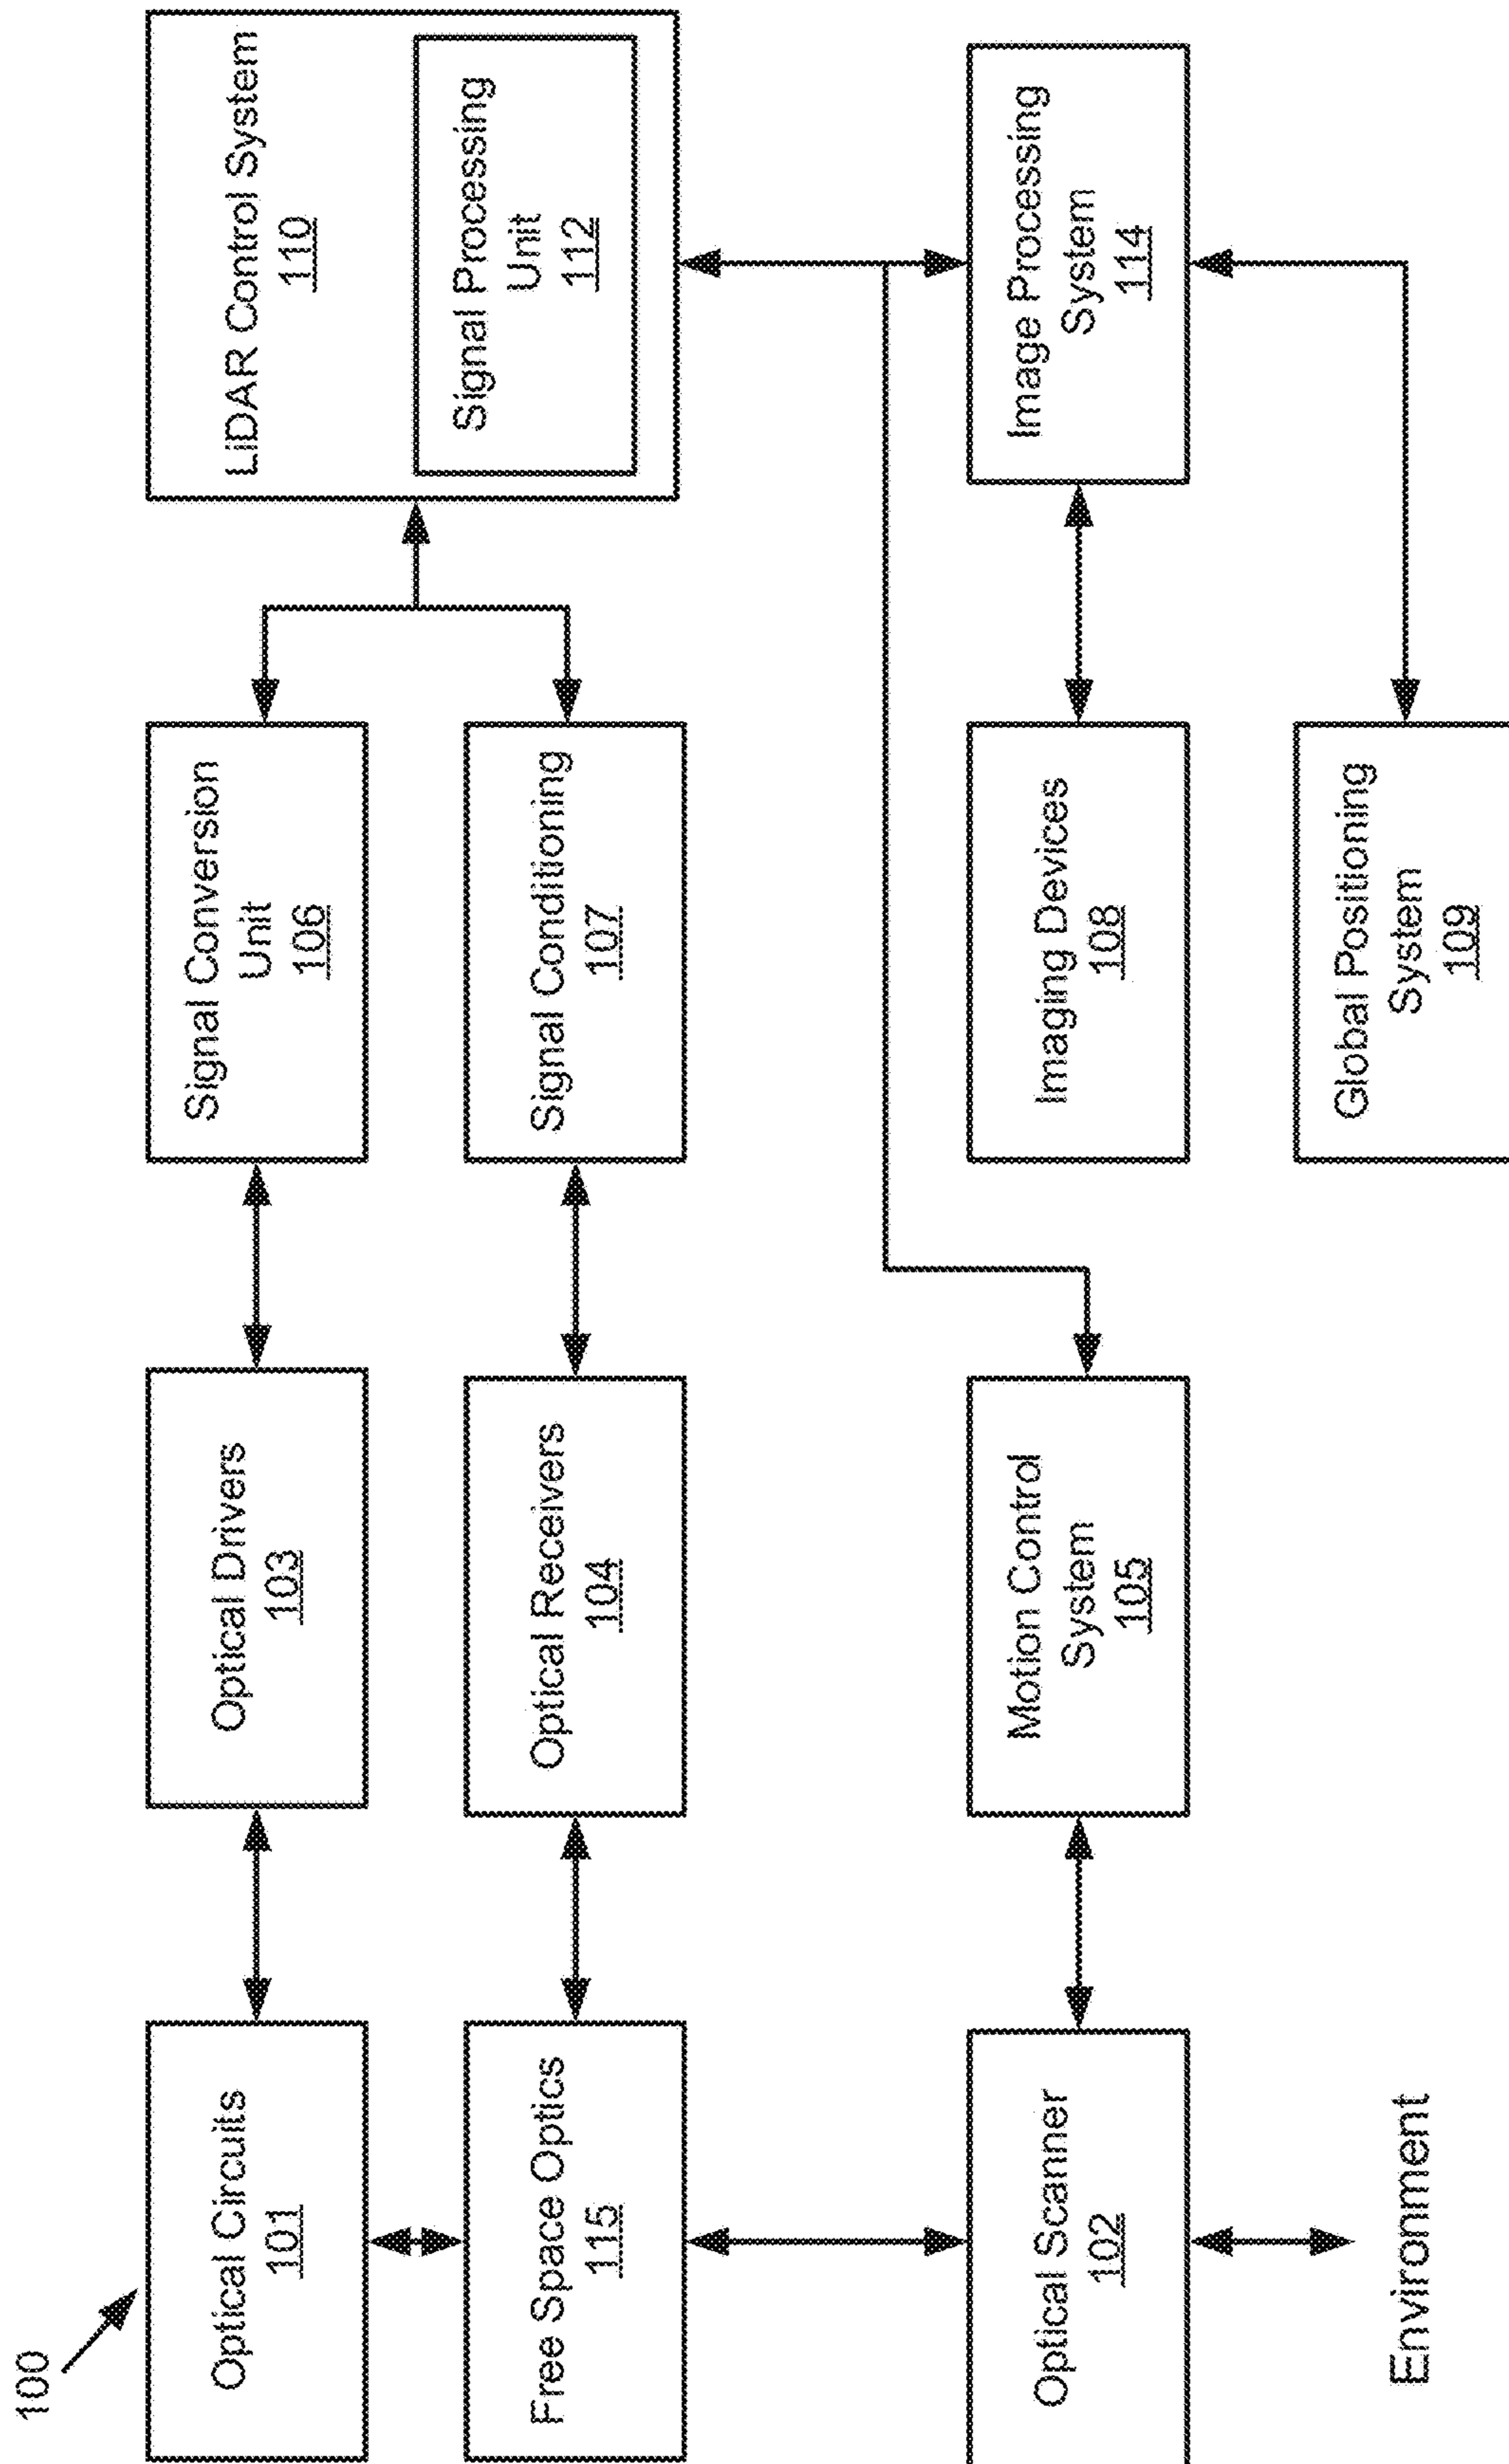 100
Optical Circuits
101
Optical Drivers
103
Signal Conversion
Unit
106
LiDAR Control System
110
Signal Processing
Unit
112
Free Space Optics
115
Optical Receivers
104
Signal Conditioning
107
Optical Scanner
102
Motion Control
System
105
Imaging Devices
108
Image Processing
System
114
Environment
Global Positioning
System
109